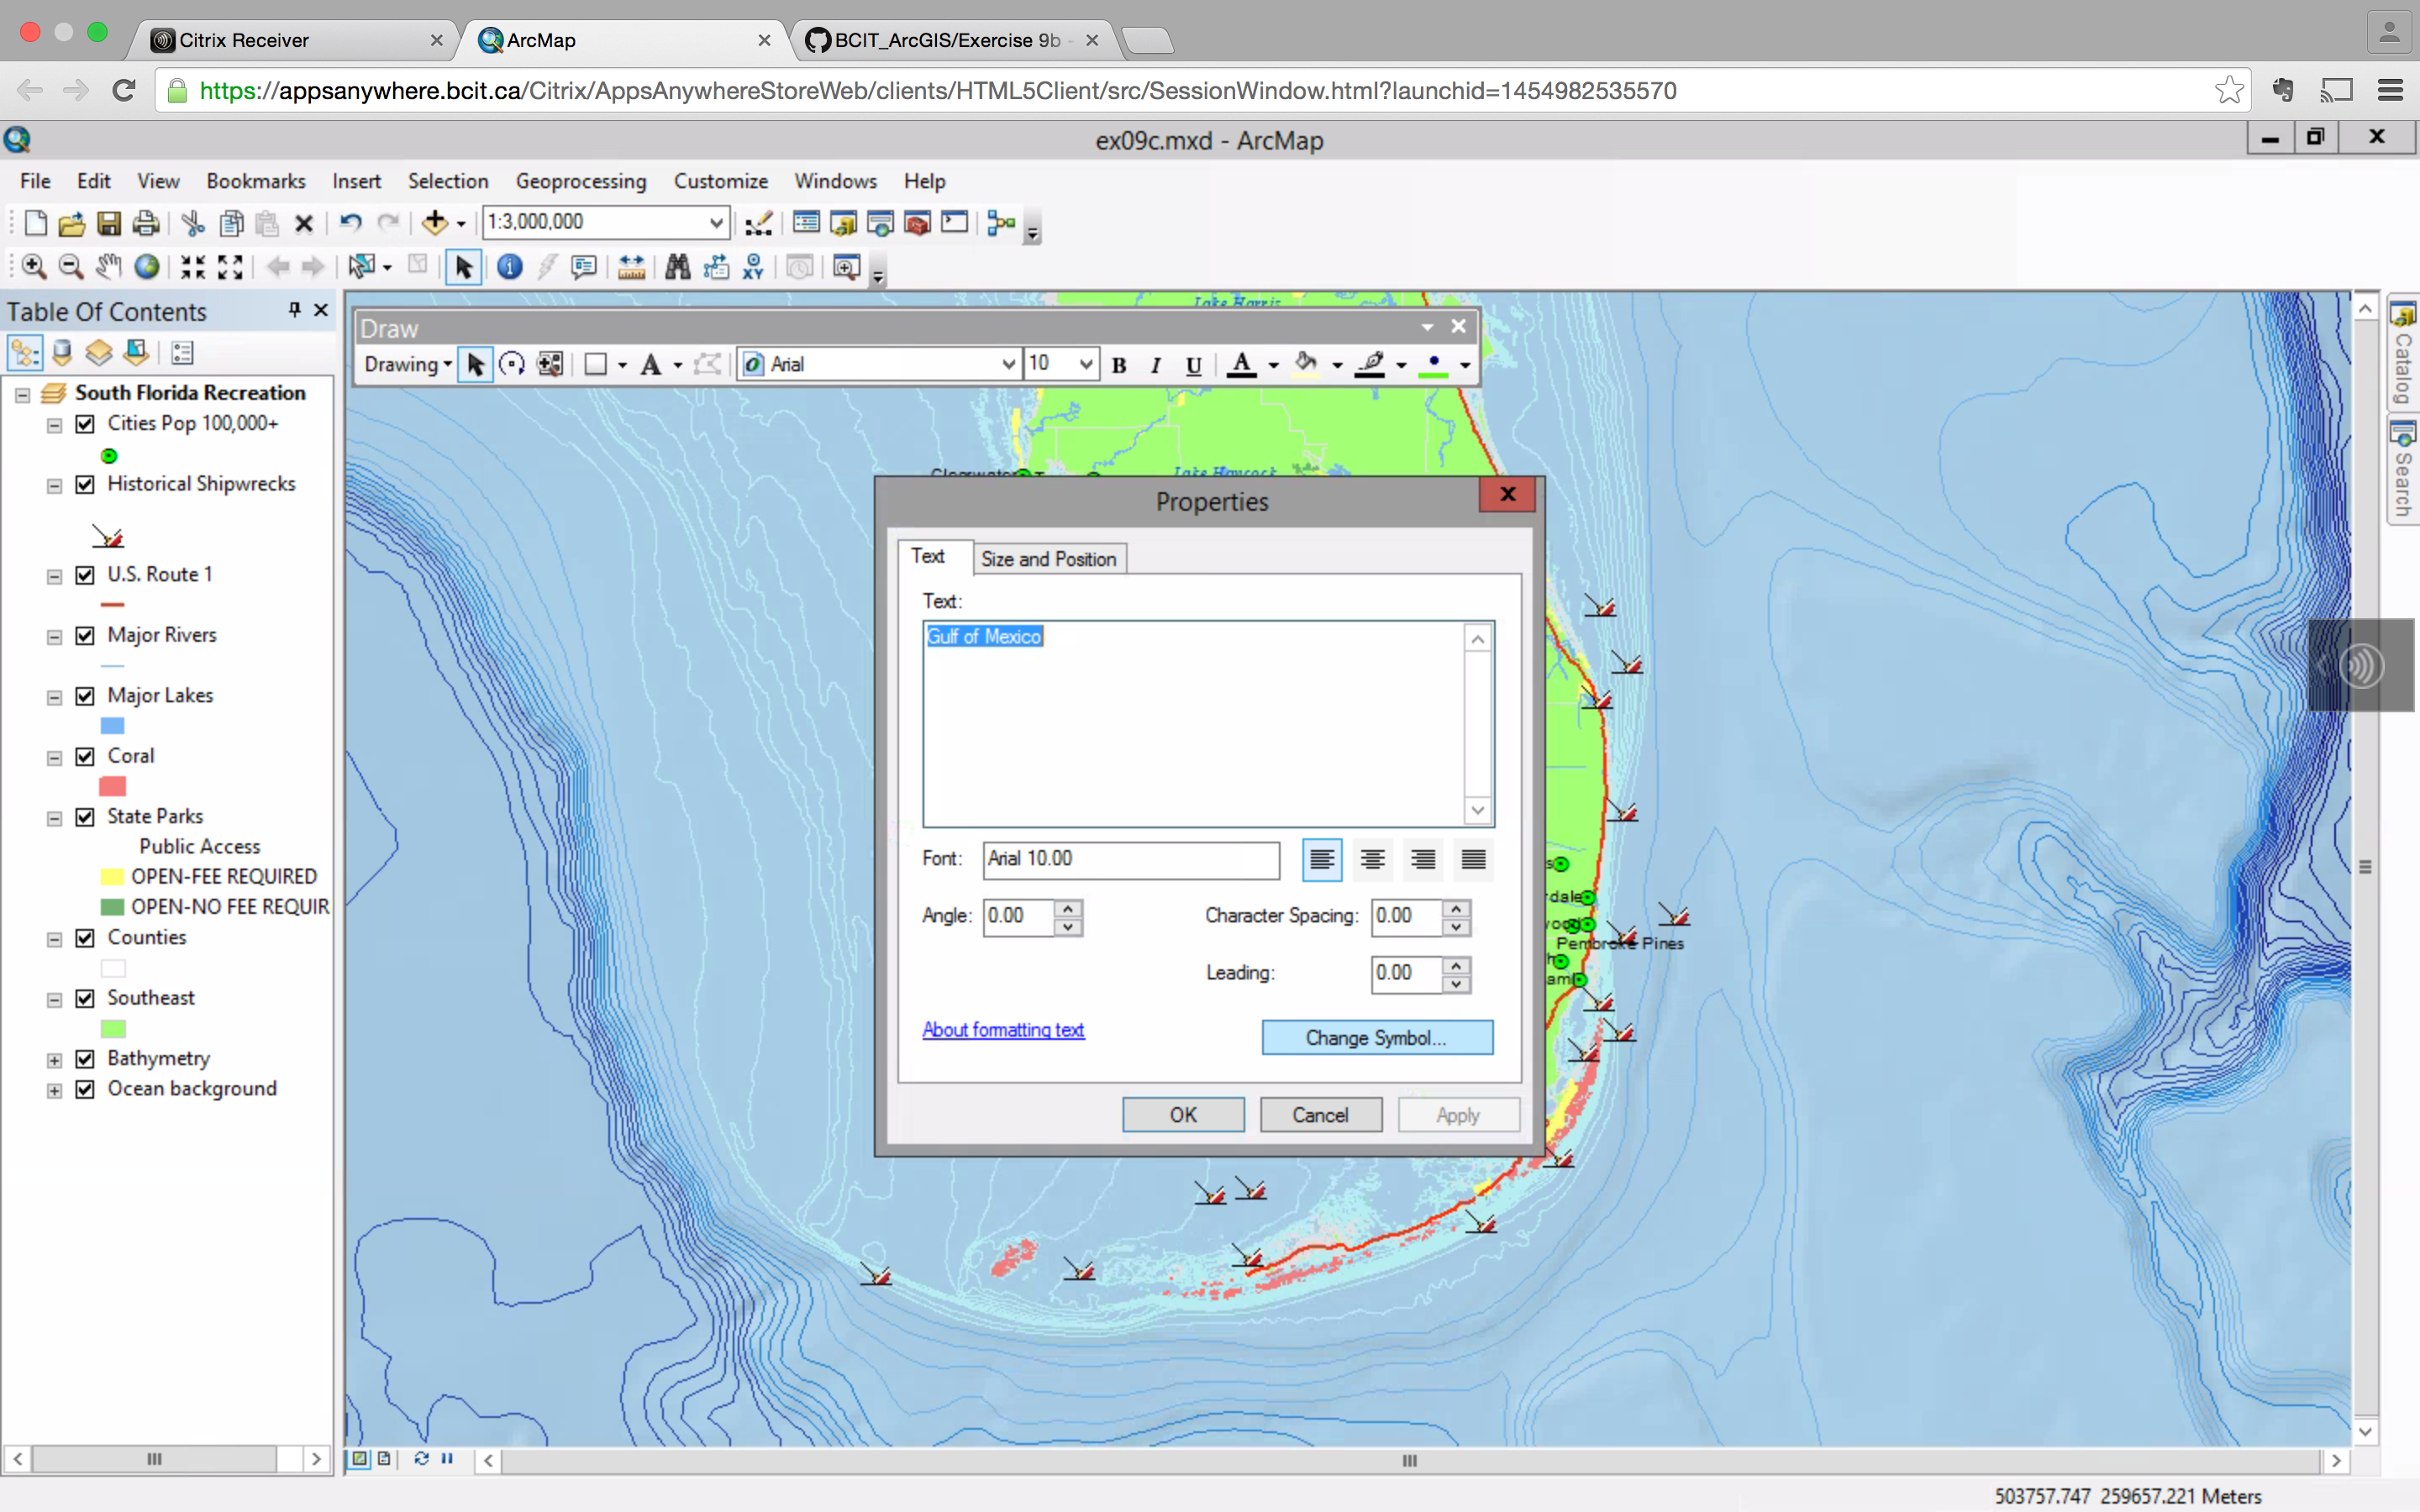 Citrix Receiver
ArcMap
BCIT_ArcGIS/Exercise 9b -
https://appsanywhere.bcit.ca/Citrix/AppsAnywhereStoreWeb/clients/HTML5Client/src/SessionWindow.html?launchid=1454982535570
ex09c.mxd - ArcMap
File Edit View Bookmarks Insert Selection Geoprocessing Customize Windows Help
1:3,000,000
XY
Table Of Contents
South Florida Recreation
Cities Pop 100,000+
Historical Shipwrecks
U.S. Route 1
Major Rivers
Major Lakes
Coral
State Parks
Public Access
OPEN-FEE REQUIRED
OPEN-NO FEE REQUIR
Counties
Southeast
Bathymetry
Ocean background
Lake Harris
Draw
Drawing A Arial 10 B I U A
Lake Hancock
Clearwater
Properties
Text
Size and Position
Text:
Gulf of Mexico
Font: Arial 10.00
Angle: 0.00
Character Spacing: 0.00
Leading: 0.00
About formatting text
Change Symbol...
OK
Cancel
Apply
dale
Pembroke Pines
Catalog
Search
503757.747 259657.221 Meters